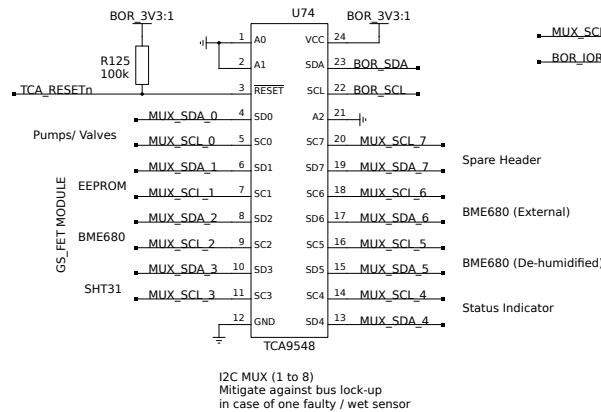 BOR_3V3:1
U74
BOR_3V3:1
R125
100k
TCA_RESETn
1 A0
2 A1
3 RESET
4 SD0
5 SC0
6 SD1
7 SC1
8 SD2
9 SC2
10 SD3
11 SC3
12 GND
VCC 24
SDA 23 BOR_SDA
SCL 22 BOR_SCL
A2 21
SC7 20 MUX_SCL_7
SD7 19 MUX_SDA_7
SC6 18 MUX_SCL_6
SD6 17 MUX_SDA_6
SC5 16 MUX_SCL_5
SD5 15 MUX_SDA_5
SC4 14 MUX_SCL_4
SD4 13 MUX_SDA_4
MUX_SDA_0
MUX_SCL_0
MUX_SDA_1
MUX_SCL_1
MUX_SDA_2
MUX_SCL_2
MUX_SDA_3
MUX_SCL_3
Pumps/ Valves
EEPROM
BME680
SHT31
GS_FET MODULE
Spare Header
BME680 (External)
BME680 (De-humidified)
Status Indicator
TCA9548
I2C MUX (1 to 8)
Mitigate against bus lock-up
in case of one faulty / wet sensor
MUX_SCL
BOR_IOR